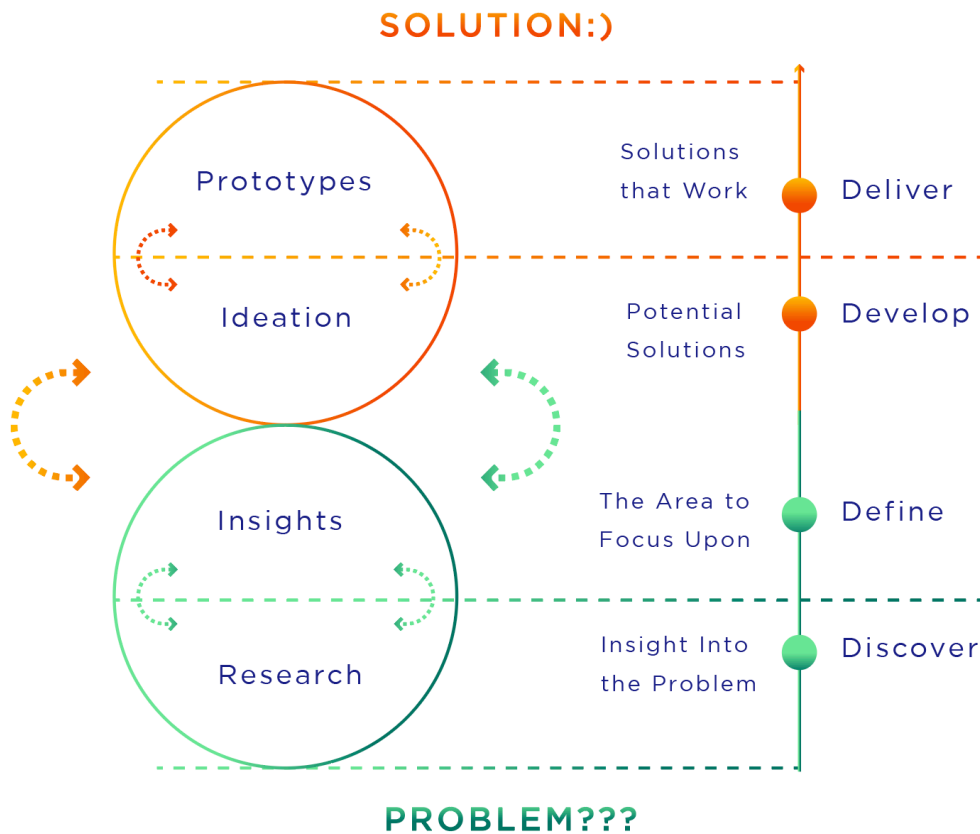 SOLUTION:)
Prototypes
Solutions
that Work
Deliver
Ideation
Potential
Solutions
Develop
Insights
The Area to
Focus Upon
Define
Research
Insight Into
the Problem
Discover
PROBLEM???